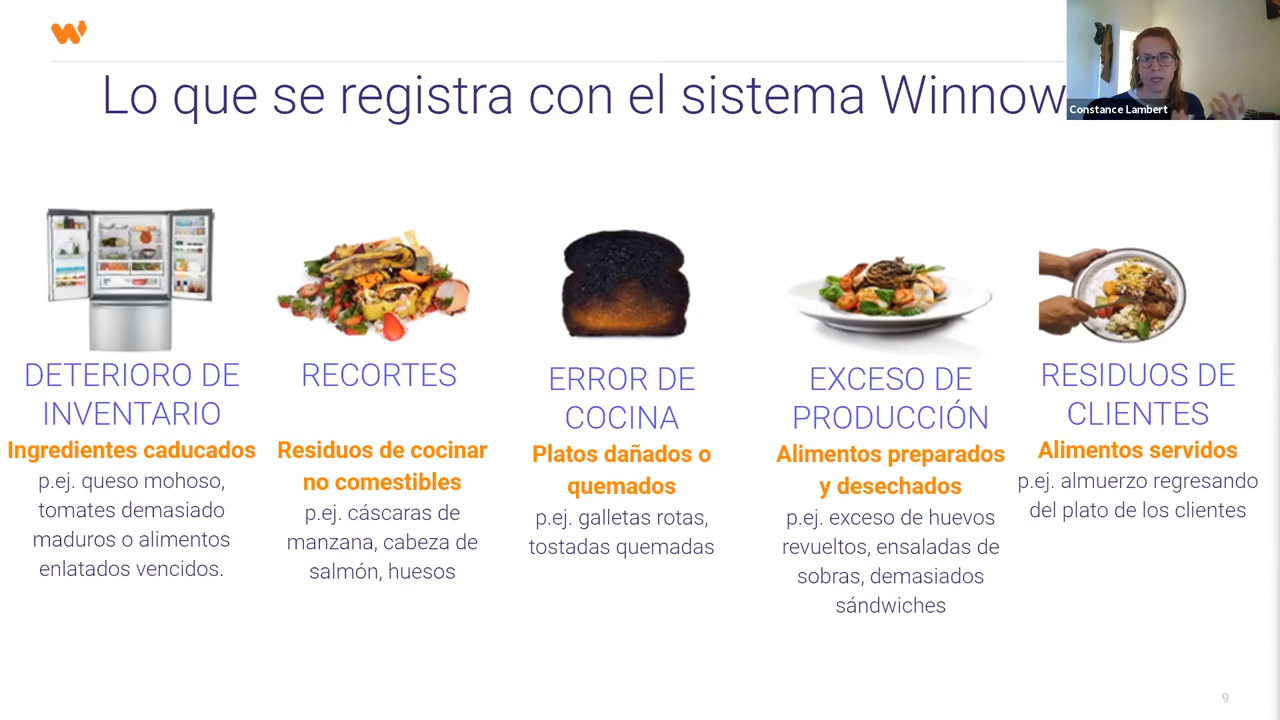 Lo que se registra con el sistema Winnow
Constance Lambert
DETERIORO DE
INVENTARIO
Ingredientes caducados
p.ej. queso mohoso,
tomates demasiado
maduros o alimentos
enlatados vencidos.
RECORTES
Residuos de cocinar
no comestibles
p.ej. cáscaras de
manzana, cabeza de
salmón, huesos
ERROR DE
COCINA
Platos dañados o
quemados
p.ej. galletas rotas,
tostadas quemadas
EXCESO DE
PRODUCCIÓN
Alimentos preparados
y desechados
p.ej. exceso de huevos
revueltos, ensaladas de
sobras, demasiados
sándwiches
RESIDUOS DE
CLIENTES
Alimentos servidos
p.ej. almuerzo regresando
del plato de los clientes
9